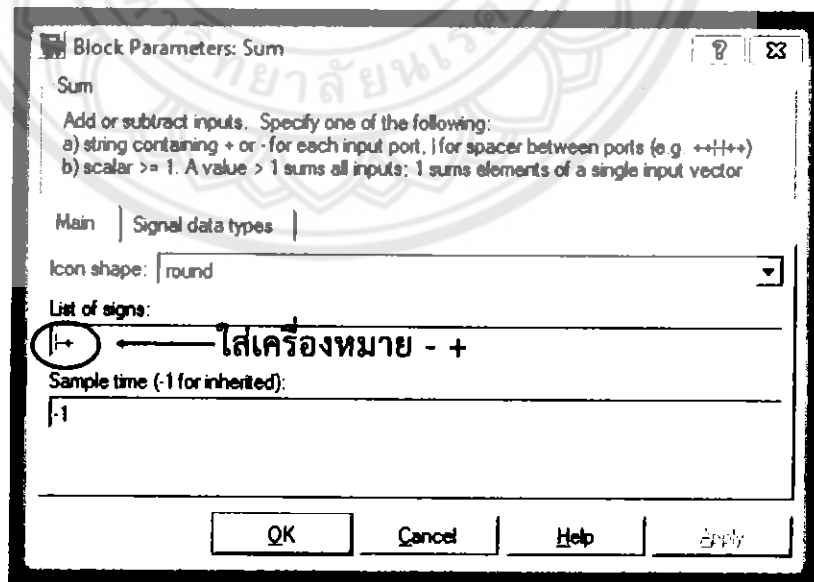 Block Parameters: Sum
Sum
Add or subtract inputs. Specify one of the following:
a) string containing + or - for each input port, | for spacer between ports (e.g. ++|-|++)
b) scalar >= 1. A value > 1 sums all inputs; 1 sums elements of a single input vector
Main
Signal data types
Icon shape: round
List of signs:
|-+
ใส่เครื่องหมาย - +
Sample time (-1 for inherited):
-1
OK
Cancel
Help
Apply